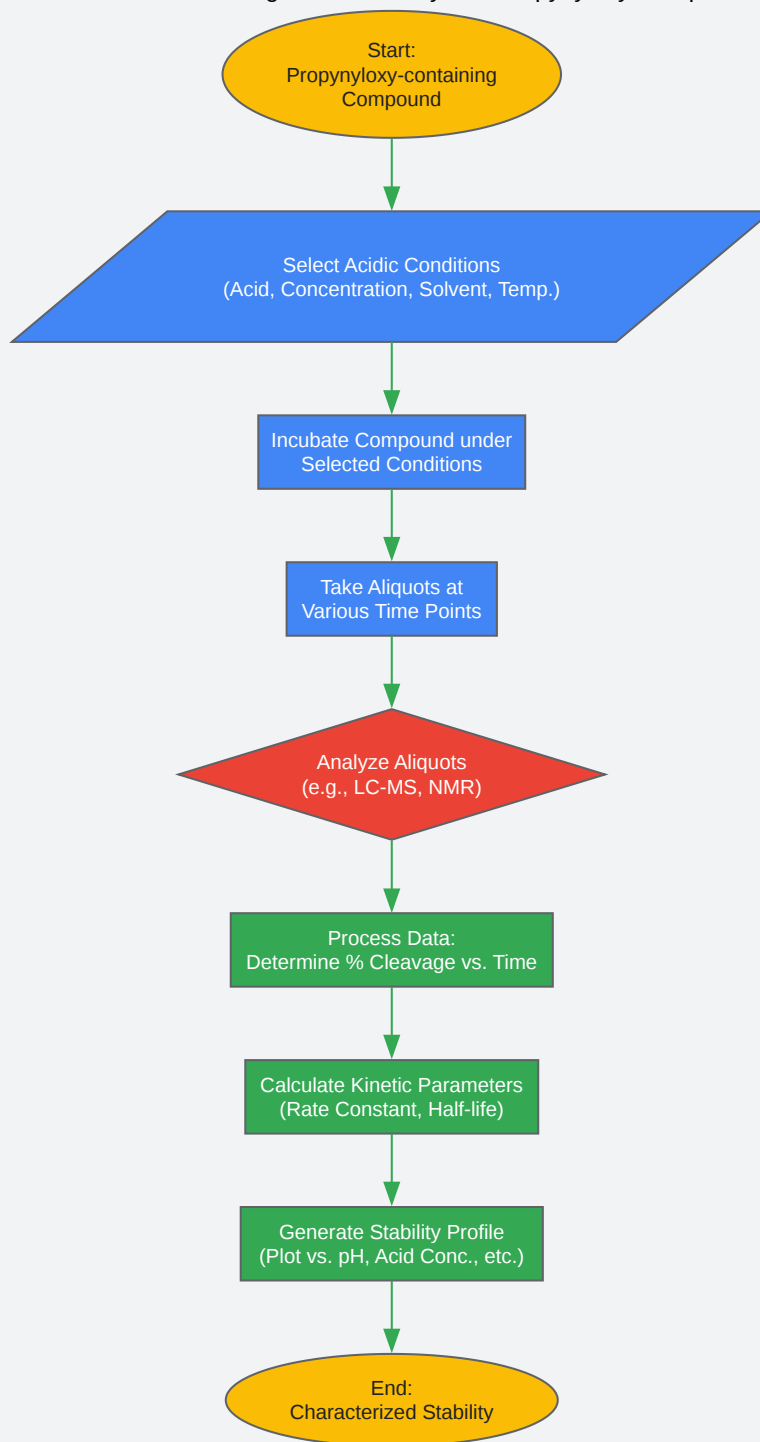 Start:
Propynyloxy-containing
Compound
Select Acidic Conditions
(Acid, Concentration, Solvent, Temp.)
Incubate Compound under
Selected Conditions
Take Aliquots at
Various Time Points
Analyze Aliquots
(e.g., LC-MS, NMR)
Process Data:
Determine % Cleavage vs. Time
Calculate Kinetic Parameters
(Rate Constant, Half-life)
Generate Stability Profile
(Plot vs. pH, Acid Conc., etc.)
End:
Characterized Stability